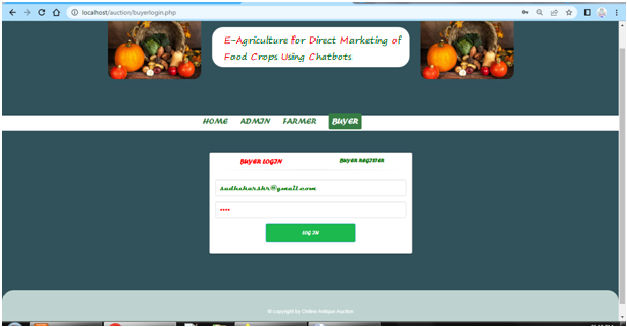 localhost/auction/buyerlogin.php
E-Agriculture for Direct Marketing of
Food Crops Using Chatbots
HOME ADMIN FARMER BUYER
BUYER LOGIN BUYER REGISTER
sudhaharshr@gmail.com
LOG IN
© copyright by Online Antique Auction